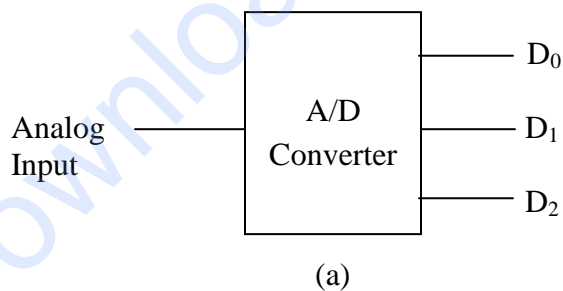 D₀
A/D
Analog
D₁
Input
Converter
D₂
(a)